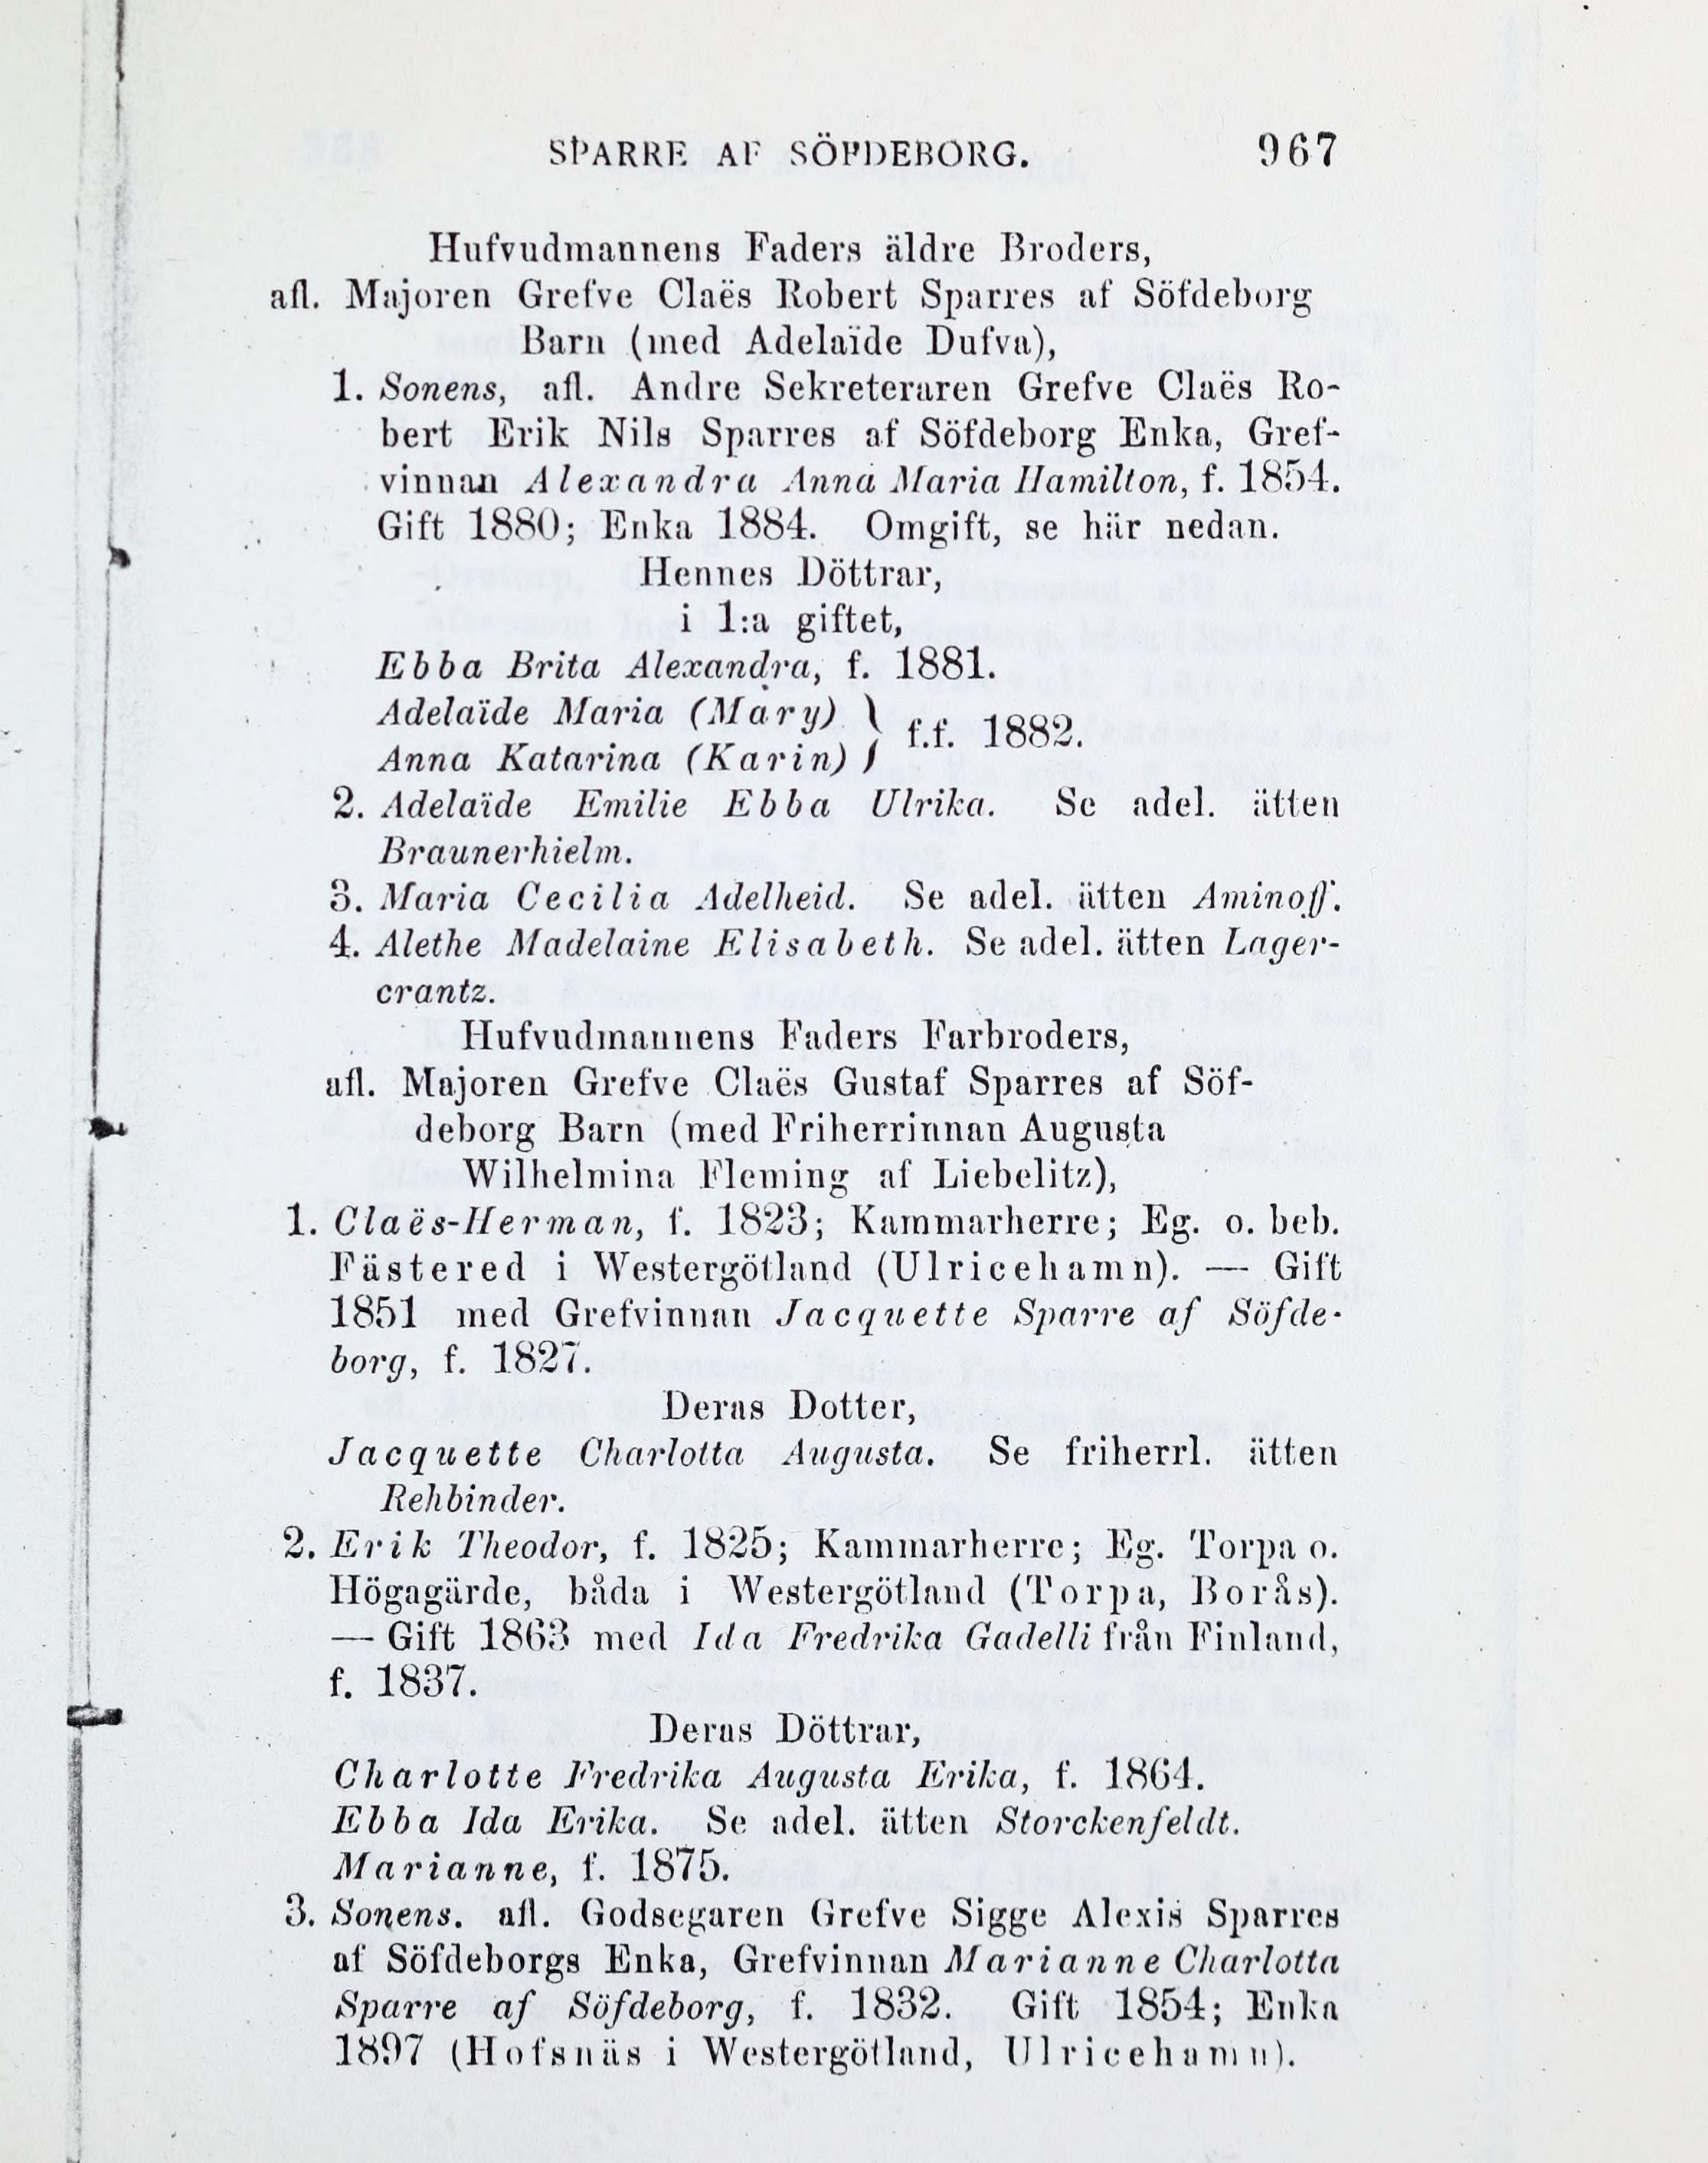 SPARRE AF SÖFDEBORG. 967
Hufvudmannens Faders äldre Broders,
afl. Majoren Grefve Claës Robert Sparres af Söfdeborg
Barn (med Adelaïde Dufva),
1. Sonens, afl. Andre Sekreteraren Grefve Claës Ro-
bert Erik Nils Sparres af Söfdeborg Enka, Gref-
vinnan Alexandra Anna Maria Hamilton, f. 1854.
Gift 1880; Enka 1884. Omgift, se här nedan.
Hennes Döttrar,
i 1:a giftet,
Ebba Brita Alexandra, f. 1881.
Adelaïde Maria (Mary) } f.f. 1882.
Anna Katarina (Karin) }
2. Adelaïde Emilie Ebba Ulrika. Se adel. ätten
Braunerhielm.
3. Maria Cecilia Adelheid. Se adel. ätten Aminoff.
4. Alethe Madelaine Elisabeth. Se adel. ätten Lager-
crantz.
Hufvudmannens Faders Farbroders,
afl. Majoren Grefve Claës Gustaf Sparres af Söf-
deborg Barn (med Friherrinnan Augusta
Wilhelmina Fleming af Liebelitz),
1. Claës-Herman, f. 1823; Kammarherre; Eg. o. beb.
Fästered i Westergötland (Ulricehamn). — Gift
1851 med Grefvinnan Jacquette Sparre af Söfde-
borg, f. 1827.
Deras Dotter,
Jacquette Charlotta Augusta. Se friherrl. ätten
Rehbinder.
2. Erik Theodor, f. 1825; Kammarherre; Eg. Torpa o.
Högagärde, båda i Westergötland (Torpa, Borås).
— Gift 1863 med Ida Fredrika Gadelli från Finland,
f. 1837.
Deras Döttrar,
Charlotte Fredrika Augusta Erika, f. 1864.
Ebba Ida Erika. Se adel. ätten Storckenfeldt.
Marianne, f. 1875.
3. Sonens. afl. Godsegaren Grefve Sigge Alexis Sparres
af Söfdeborgs Enka, Grefvinnan Marianne Charlotta
Sparre af Söfdeborg, f. 1832. Gift 1854; Enka
1897 (Hofsnäs i Westergötland, Ulricehamn).